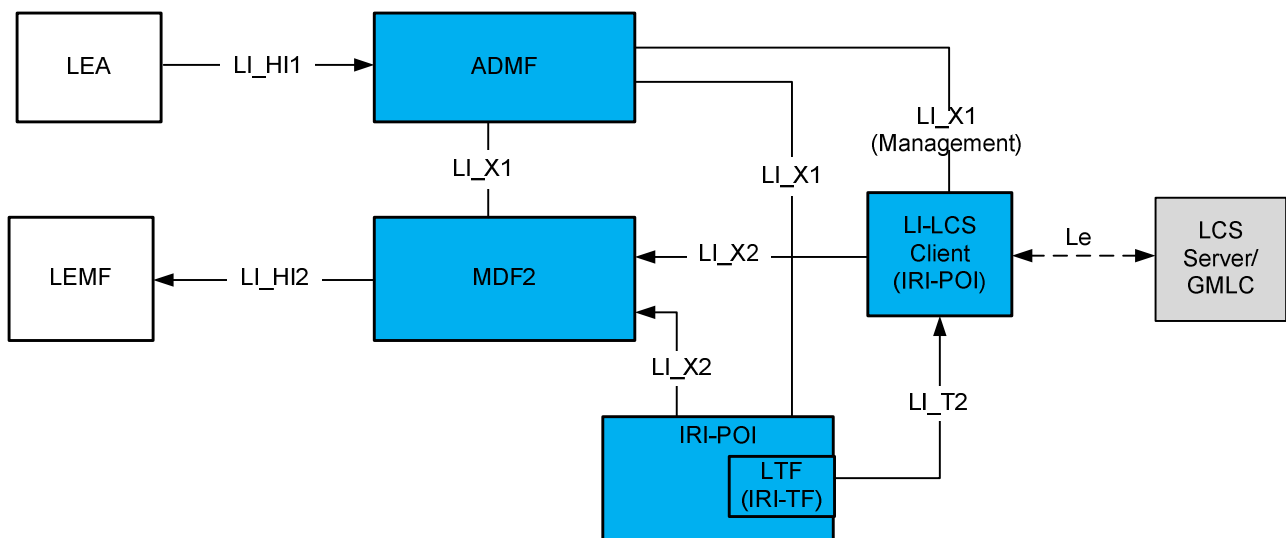 LEA
LI_HI1
ADMF
LI_X1
(Management)
LI_X1
LI_X1
LEMF
LI_HI2
MDF2
LI_X2
LI-LCS
Client
(IRI-POI)
Le
LCS
Server/
GMLC
LI_X2
LI_T2
IRI-POI
LTF
(IRI-TF)